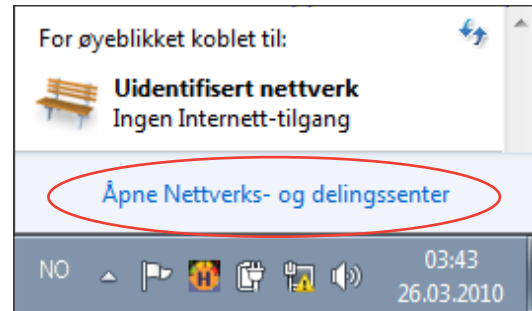 For øyeblikket koblet til:
Uidentifisert nettverk
Ingen Internett-tilgang
Åpne Nettverks- og delingssenter
NO
H
03:43
26.03.2010